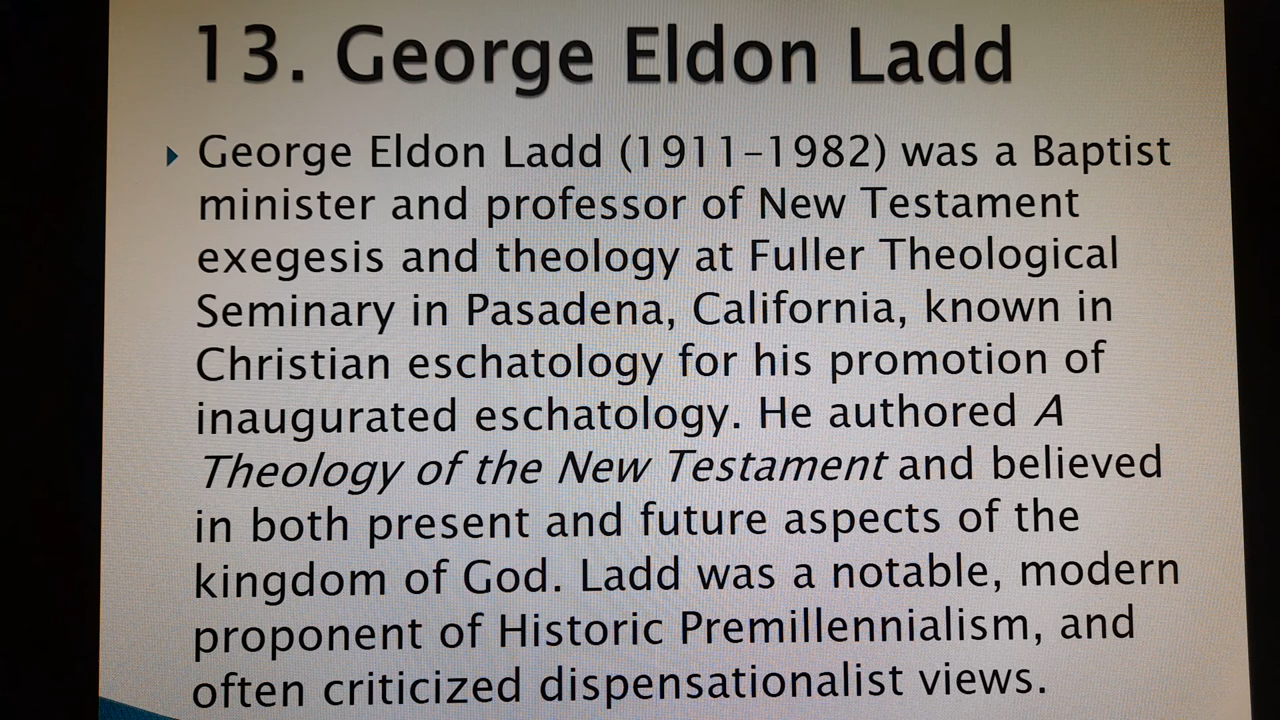 13. George Eldon Ladd
George Eldon Ladd (1911-1982) was a Baptist
minister and professor of New Testament
exegesis and theology at Fuller Theological
Seminary in Pasadena, California, known in
Christian eschatology for his promotion of
inaugurated eschatology. He authored A
Theology of the New Testament and believed
in both present and future aspects of the
kingdom of God. Ladd was a notable, modern
proponent of Historic Premillennialism, and
often criticized dispensationalist views.